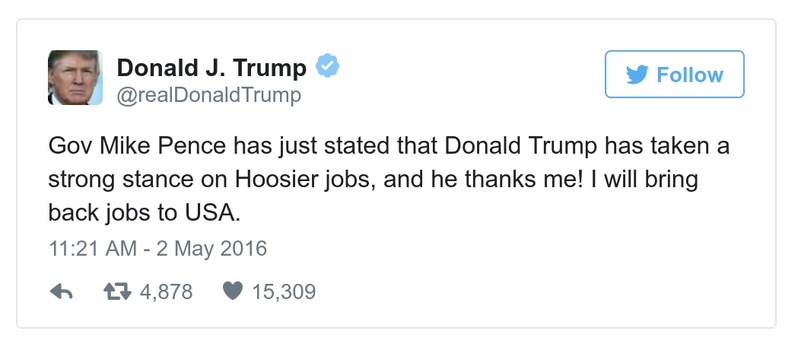 Donald J. Trump
@realDonaldTrump
Follow
Gov Mike Pence has just stated that Donald Trump has taken a
strong stance on Hoosier jobs, and he thanks me! I will bring
back jobs to USA.
11:21 AM - 2 May 2016
4,878 15,309